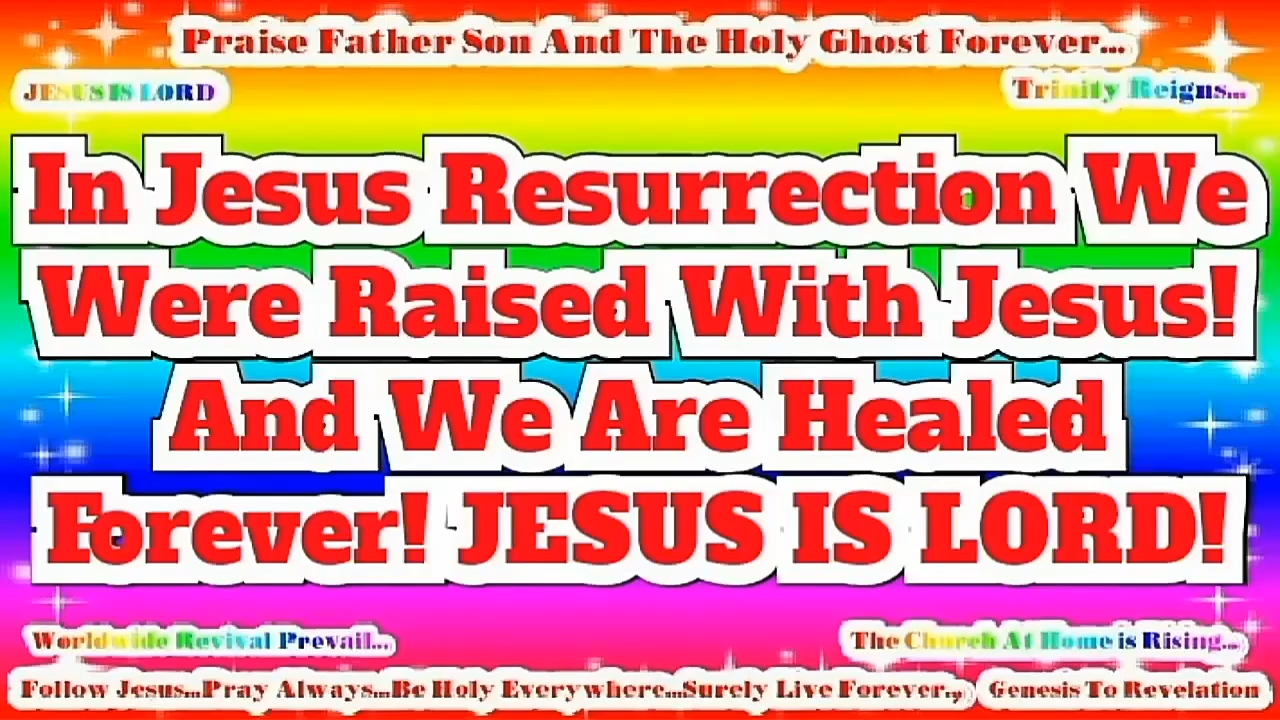 Praise Father Son And The Holy Ghost Forever...
JESUS IS LORD
Trinity Reigns...
In Jesus Resurrection We
Were Raised With Jesus!
And We Are Healed
Forever! JESUS IS LORD!
Worldwide Revival Prevail...
The Church At Home is Rising...
Follow Jesus...Pray Always...Be Holy Everywhere...Surely Live Forever..,
Genesis To Revelation